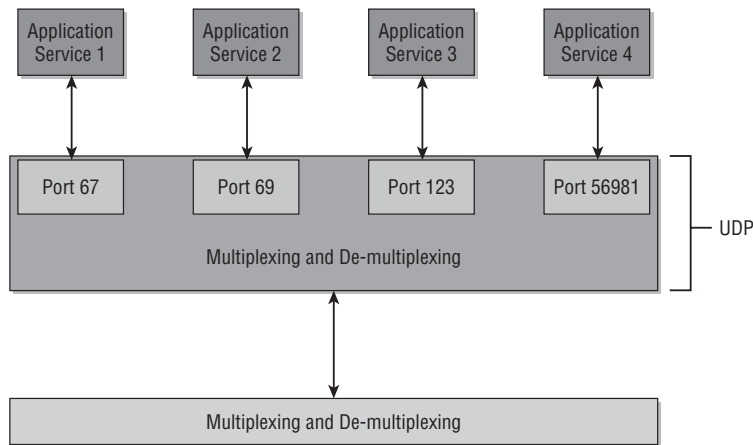 Application
Service 1
Application
Service 2
Application
Service 3
Application
Service 4
Port 67
Port 69
Port 123
Port 56981
UDP
Multiplexing and De-multiplexing
Multiplexing and De-multiplexing